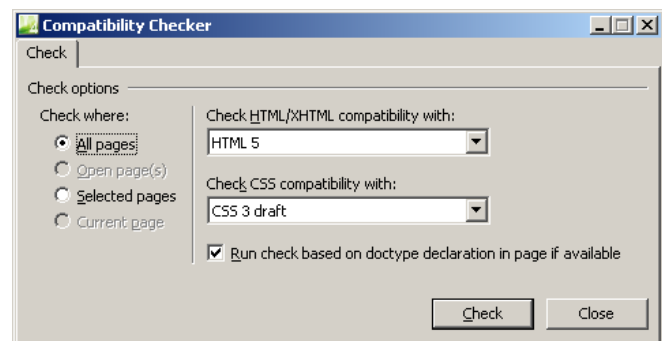 Compatibility Checker
Check
Check options
Check where:
All pages
Open page(s)
Selected pages
Current page
Check HTML/XHTML compatibility with:
HTML 5
Check CSS compatibility with:
CSS 3 draft
Run check based on doctype declaration in page if available
Check
Close